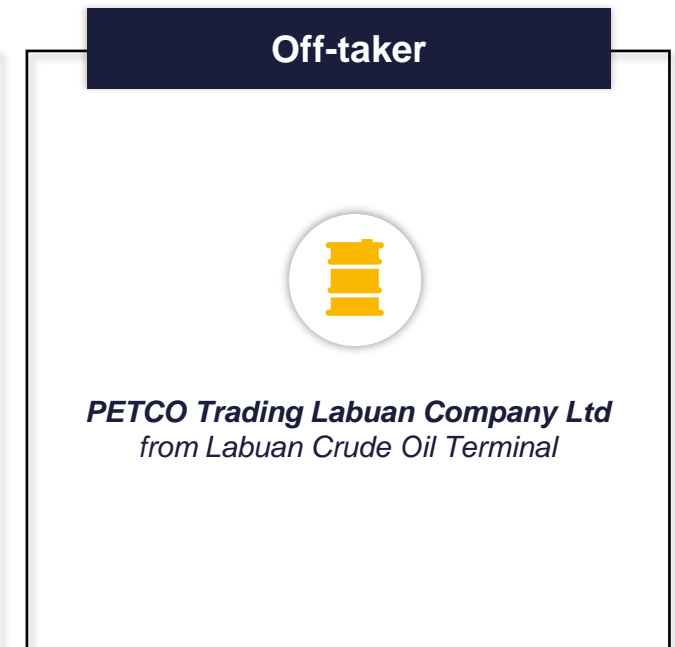 Off-taker
PETCO Trading Labuan Company Ltd
from Labuan Crude Oil Terminal